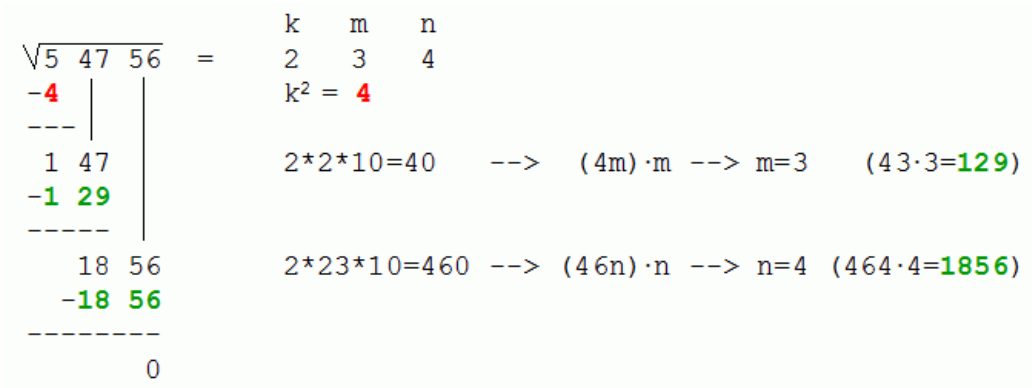 k m n
√5 47 56 = 2 3 4
-4 k² = 4
---
1 47 2*2*10=40 --> (4m)·m --> m=3 (43·3=129)
-1 29
-----
18 56 2*23*10=460 --> (46n)·n --> n=4 (464·4=1856)
-18 56
--------
0